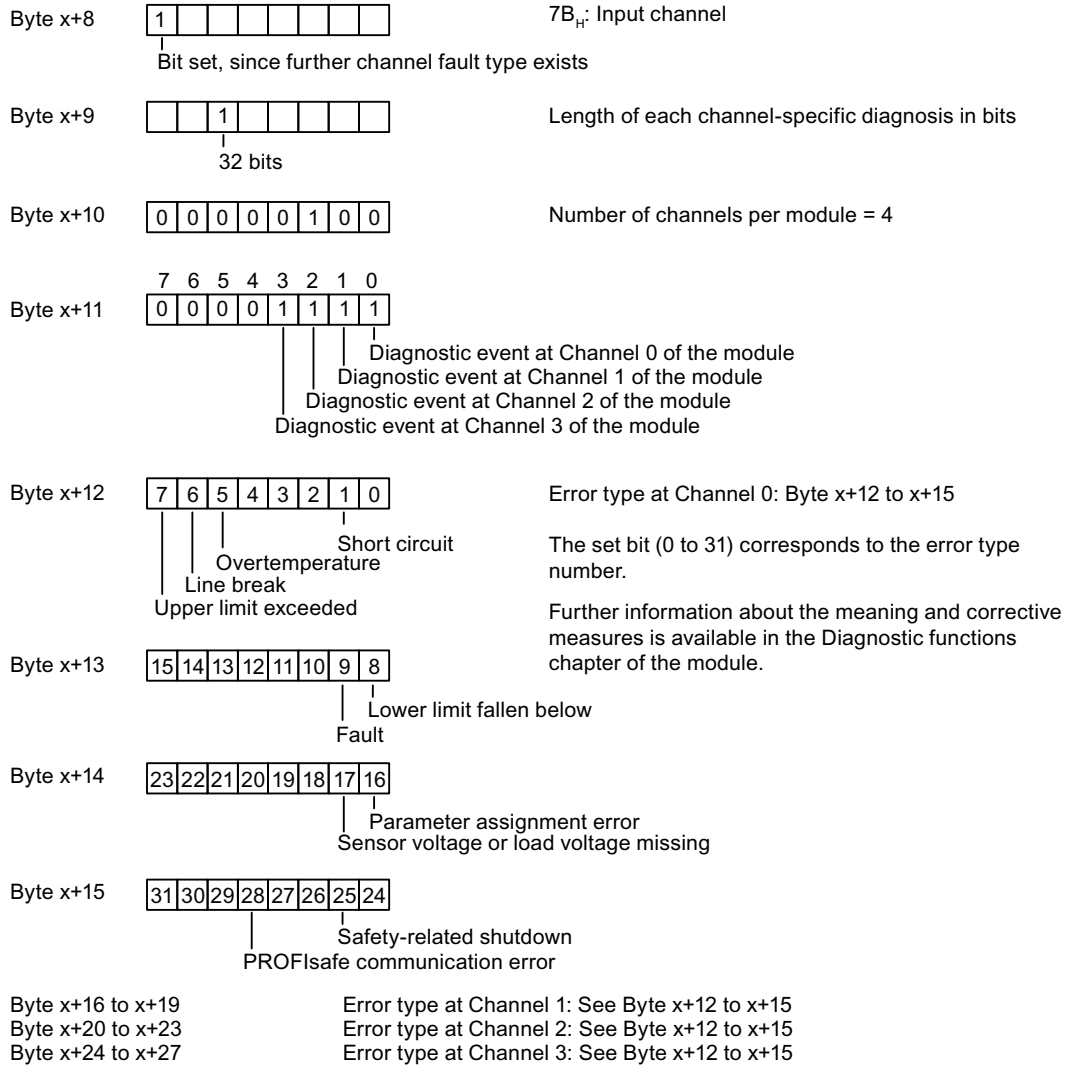 Byte x+8 1 7BH: Input channel
Bit set, since further channel fault type exists
Byte x+9 1 Length of each channel-specific diagnosis in bits
32 bits
Byte x+10 0 0 0 0 0 1 0 0 Number of channels per module = 4
7 6 5 4 3 2 1 0
Byte x+11 0 0 0 0 1 1 1 1
Diagnostic event at Channel 0 of the module
Diagnostic event at Channel 1 of the module
Diagnostic event at Channel 2 of the module
Diagnostic event at Channel 3 of the module
Byte x+12 7 6 5 4 3 2 1 0 Error type at Channel 0: Byte x+12 to x+15
Short circuit
Overtemperature
Line break
Upper limit exceeded
The set bit (0 to 31) corresponds to the error type
number.
Further information about the meaning and corrective
measures is available in the Diagnostic functions
chapter of the module.
Byte x+13 15 14 13 12 11 10 9 8
Lower limit fallen below
Fault
Byte x+14 23 22 21 20 19 18 17 16
Parameter assignment error
Sensor voltage or load voltage missing
Byte x+15 31 30 29 28 27 26 25 24
Safety-related shutdown
PROFIsafe communication error
Byte x+16 to x+19 Error type at Channel 1: See Byte x+12 to x+15
Byte x+20 to x+23 Error type at Channel 2: See Byte x+12 to x+15
Byte x+24 to x+27 Error type at Channel 3: See Byte x+12 to x+15